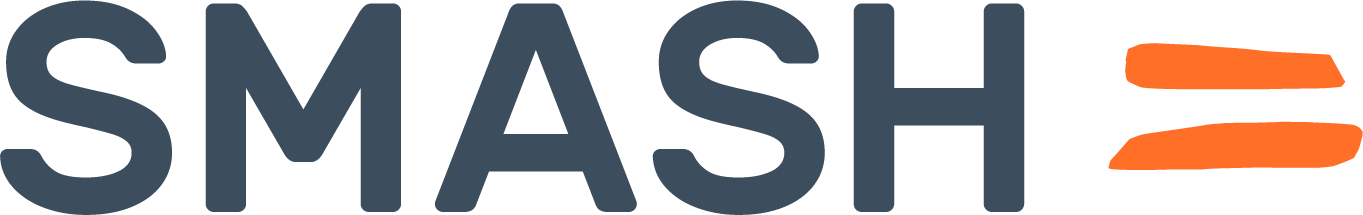 SMASH =